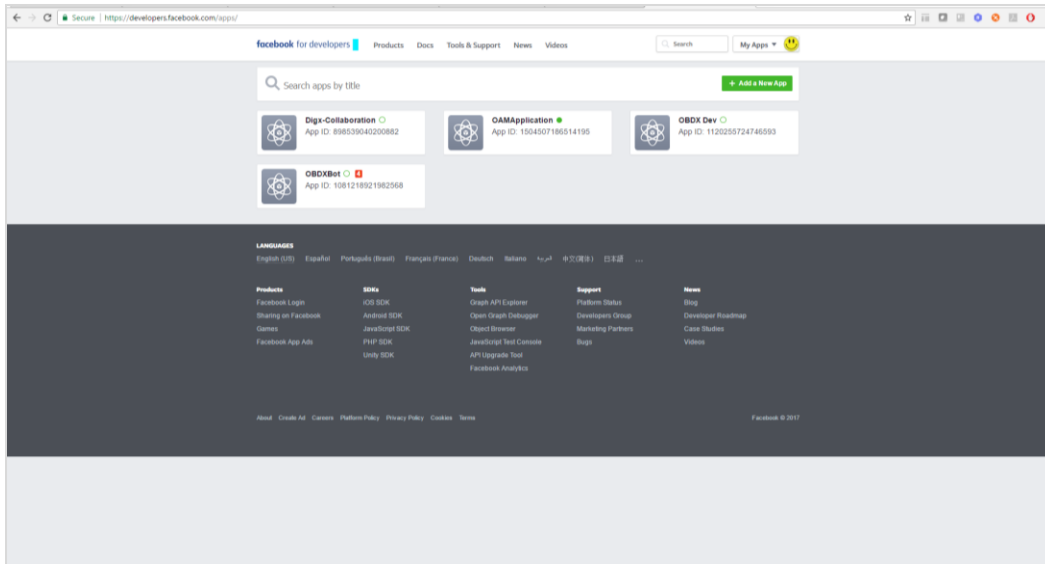 Secure | https://developers.facebook.com/apps/
facebook for developers Products Docs Tools & Support News Videos Search My Apps
Search apps by title + Add a New App
Digx-Collaboration
App ID: 898539040200882
OAMApplication
App ID: 1504507186514195
OBDX Dev
App ID: 1120255724746593
OBDXBot 4
App ID: 1081218921982568
LANGUAGES
English (US) Español Português (Brasil) Français (France) Deutsch Italiano العربية 中文(简体) 日本語 ...
Products
Facebook Login
Sharing on Facebook
Games
Facebook App Ads
SDKs
iOS SDK
Android SDK
JavaScript SDK
PHP SDK
Unity SDK
Tools
Graph API Explorer
Open Graph Debugger
Object Browser
JavaScript Test Console
API Upgrade Tool
Facebook Analytics
Support
Platform Status
Developers Group
Marketing Partners
Bugs
News
Blog
Developer Roadmap
Case Studies
Videos
About Create Ad Careers Platform Policy Privacy Policy Cookies Terms Facebook © 2017